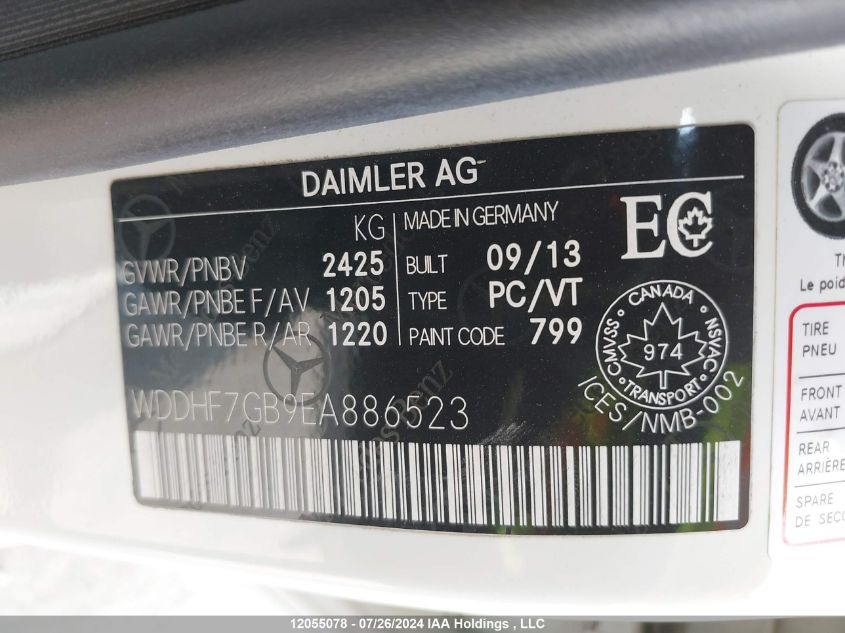 DAIMLER AG
KG
GVWR/PNBV 2425
GAWR/PNBE F/AV 1205
GAWR/PNBE R/AR 1220
MADE IN GERMANY
BUILT 09/13
TYPE PC/VT
PAINT CODE 799
EC
CANADA
CMVSS NSVAC
974
TRANSPORT
ICES/NMB-002
WDDHF7GB9EA886523
Th
Le poid
TIRE
PNEU
FRONT
AVANT
REAR
ARRIÈRE
SPARE
DE SECO
12055078 - 07/26/2024 IAA Holdings , LLC